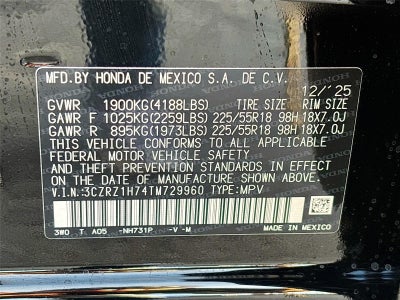 MFD.BY HONDA DE MEXICO S.A. DE C.V.
12/'25
GVWR 1900KG(4188LBS) TIRE SIZE RIM SIZE
GAWR F 1025KG(2259LBS) 225/55R18 98H 18X7.0J
GAWR R 895KG(1973LBS) 225/55R18 98H 18X7.0J
THIS VEHICLE CONFORMS TO ALL APPLICABLE
FEDERAL MOTOR VEHICLE SAFETY, BUMPER, AND
THEFT PREVENTION STANDARDS IN EFFECT ON
THE DATE OF MANUFACTURE SHOWN ABOVE.
V.I.N.:3CZRZ1H74TM729960 TYPE:MPV
3W0 T A05 -NH731P -V -M MADE IN MEXICO